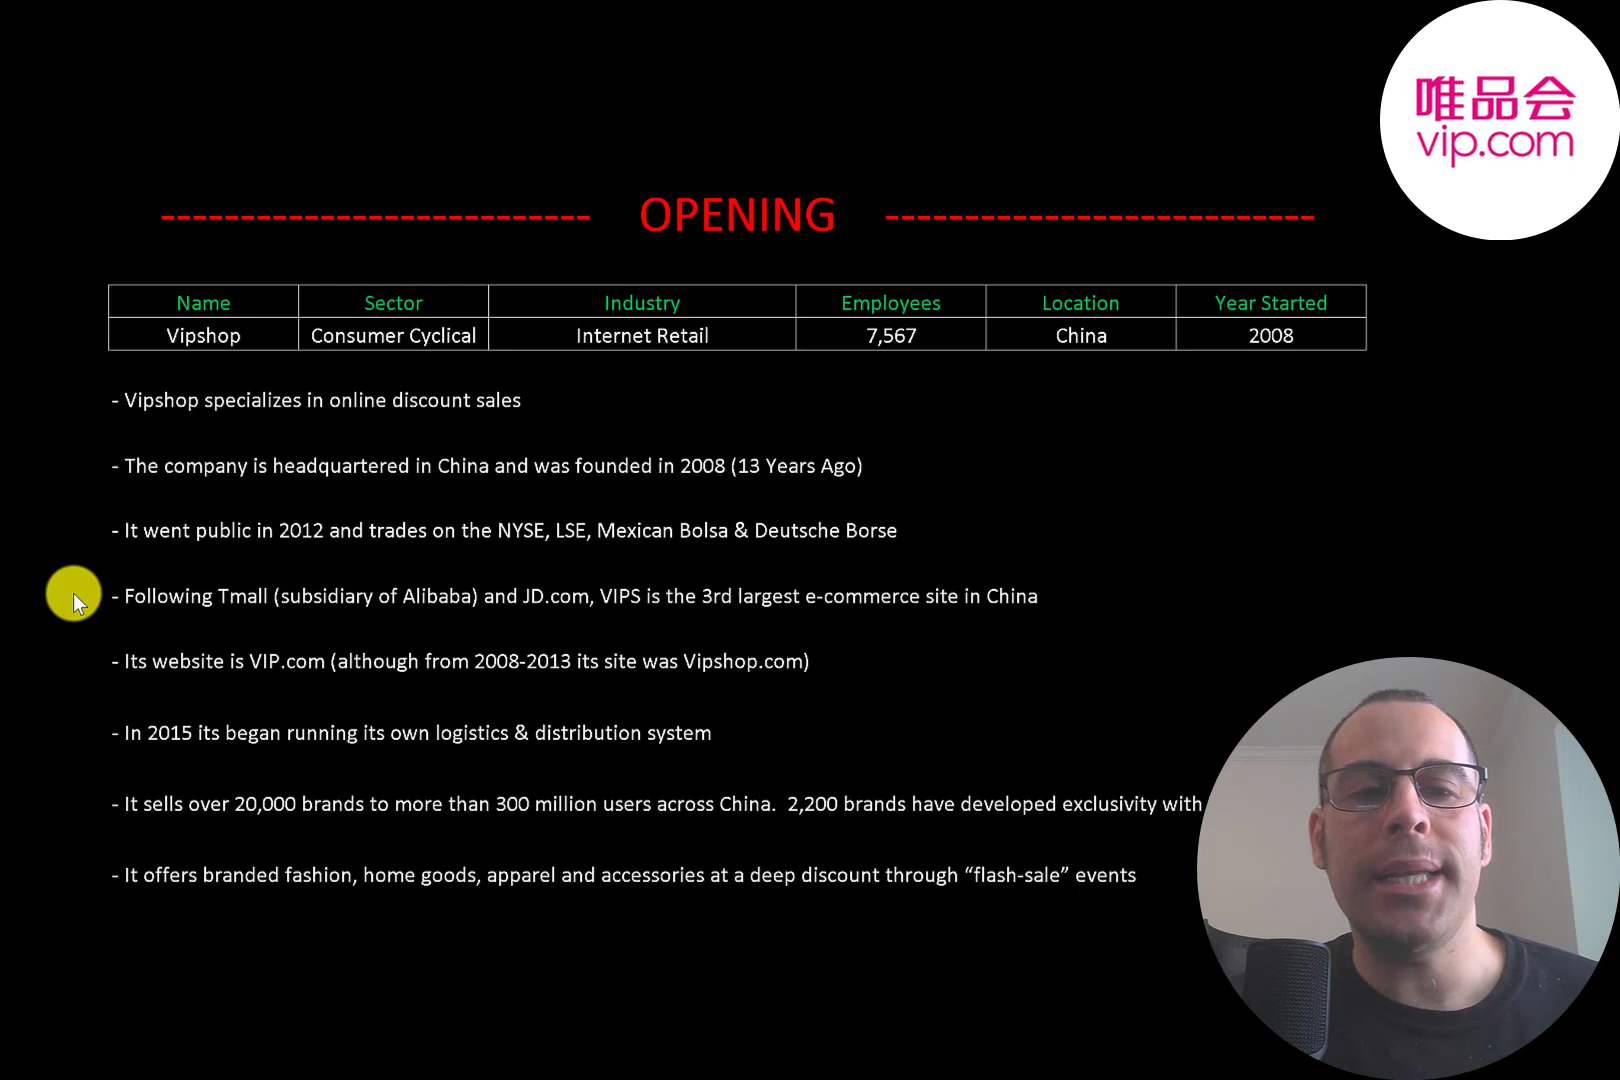 唯品会
vip.com
-------------------------- OPENING --------------------------
Name Sector Industry Employees Location Year Started
Vipshop Consumer Cyclical Internet Retail 7,567 China 2008
- Vipshop specializes in online discount sales
- The company is headquartered in China and was founded in 2008 (13 Years Ago)
- It went public in 2012 and trades on the NYSE, LSE, Mexican Bolsa & Deutsche Borse
- Following Tmall (subsidiary of Alibaba) and JD.com, VIPS is the 3rd largest e-commerce site in China
- Its website is VIP.com (although from 2008-2013 its site was Vipshop.com)
- In 2015 its began running its own logistics & distribution system
- It sells over 20,000 brands to more than 300 million users across China.  2,200 brands have developed exclusivity with
- It offers branded fashion, home goods, apparel and accessories at a deep discount through “flash-sale” events